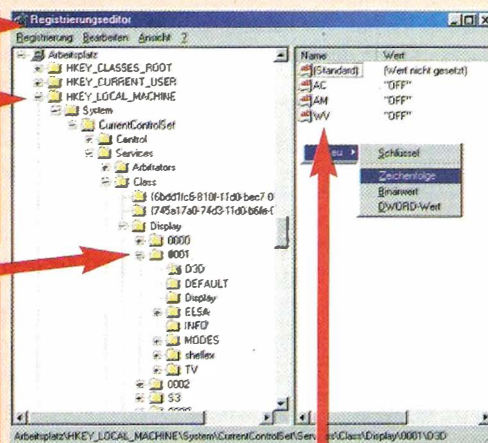 Registrierungseditor
Registrierung Bearbeiten Ansicht ?
Arbeitsplatz
HKEY_CLASSES_ROOT
HKEY_CURRENT_USER
HKEY_LOCAL_MACHINE
System
CurrentControlSet
Control
Services
Arbitrators
Class
Display
0000
0001
D3D
DEFAULT
Display
ELSA
INFO
MODES
shellex
TV
0002
S3
Name Wert
(Standard) (Wert nicht gesetzt)
AC "OFF"
AM "OFF"
WV "OFF"
Schlüssel
Zeichenfolge
Binärwert
DWORD-Wert
Arbeitsplatz\HKEY_LOCAL_MACHINE\System\CurrentControlSet\Services\Class\Display\0001\D3D